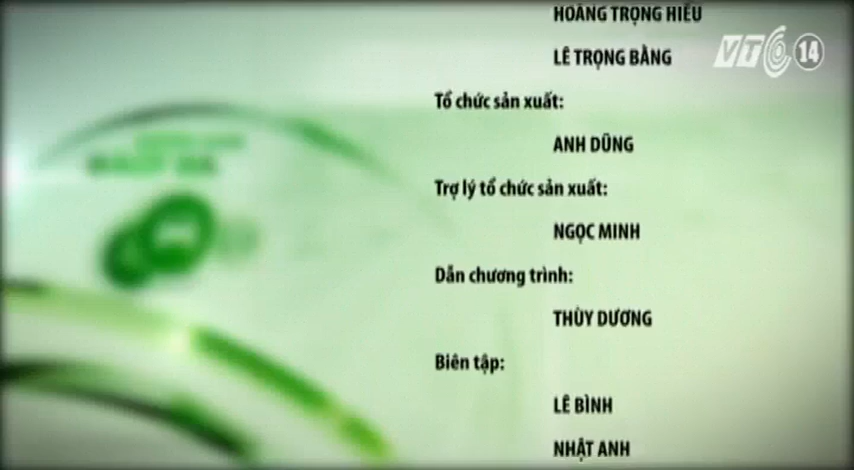 HOÀNG TRỌNG HIẾU
VTC 14
LÊ TRỌNG BẰNG
Tổ chức sản xuất:
ANH DŨNG
Trợ lý tổ chức sản xuất:
NGỌC MINH
Dẫn chương trình:
THÙY DƯƠNG
Biên tập:
LÊ BÌNH
NHẬT ANH